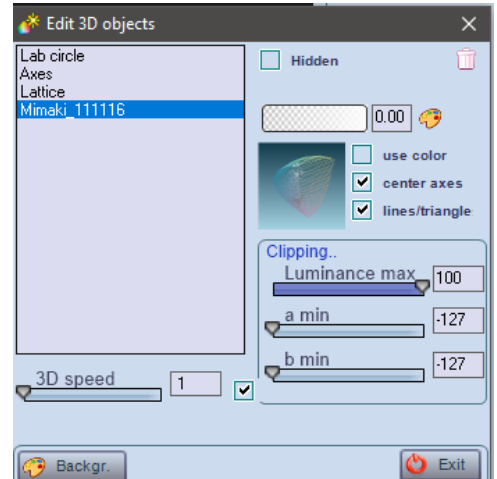 Edit 3D objects
Lab circle
Axes
Lattice
Mimaki_111116
Hidden
0.00
use color
center axes
lines/triangle
Clipping..
Luminance max
100
a min
-127
b min
-127
3D speed
1
Backgr.
Exit